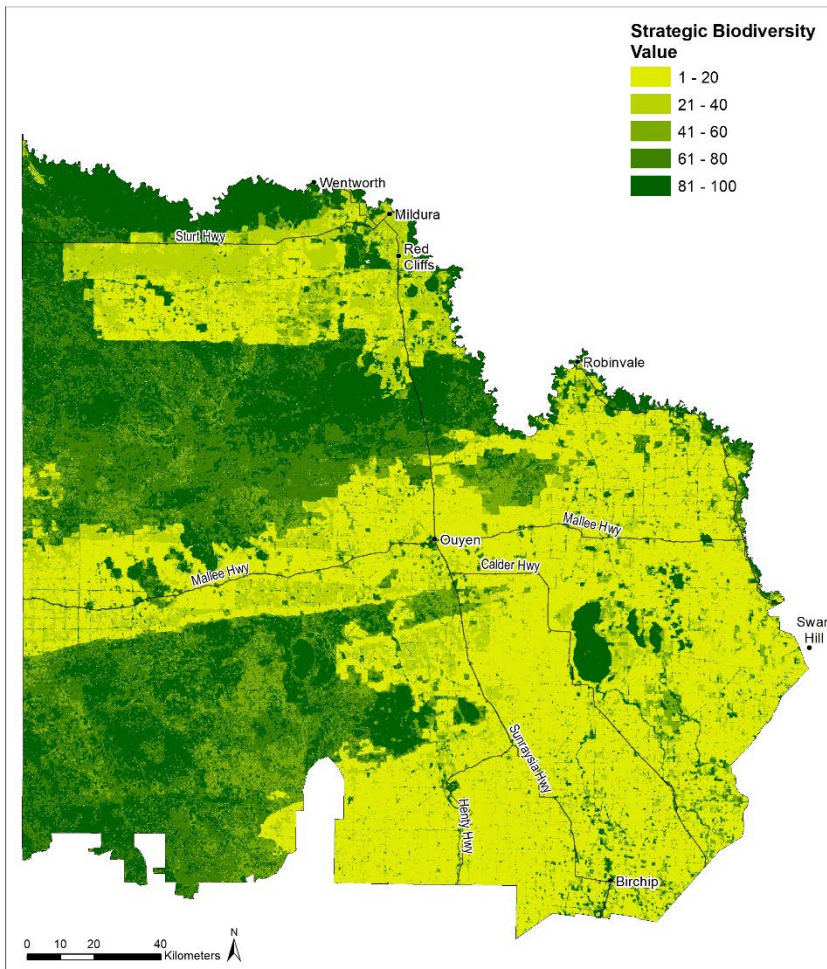 Strategic Biodiversity
Value
1 - 20
21 - 40
41 - 60
61 - 80
81 - 100
Wentworth
Mildura
Sturt Hwy
Red
Cliffs
Robinvale
Mallee Hwy
Ouyen
Calder Hwy
Mallee Hwy
Swan
Hill
Sunraysia Hwy
Henty Hwy
Birchip
0 10 20 40
Kilometers
N